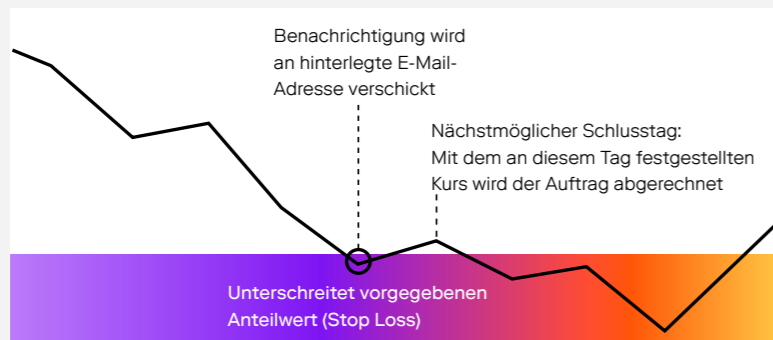 Benachrichtigung wird
an hinterlegte E-Mail-
Adresse verschickt
Nächstmöglicher Schlusstag:
Mit dem an diesem Tag festgestellten
Kurs wird der Auftrag abgerechnet
Unterschreitet vorgegebenen
Anteilwert (Stop Loss)